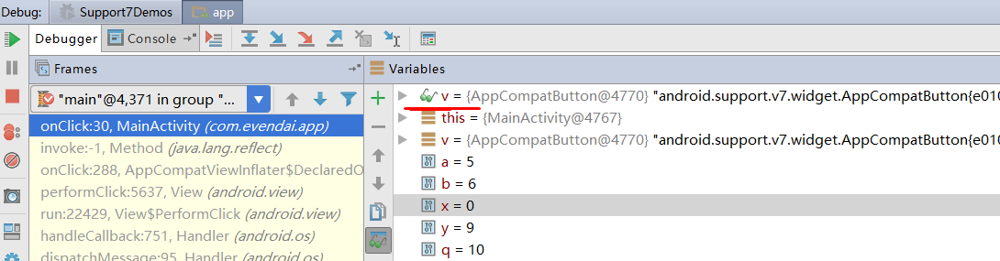 Debug: Support7Demos app
Debugger Console
Frames
"main"@4,371 in group "...
onClick:30, MainActivity (com.evendai.app)
invoke:-1, Method (java.lang.reflect)
onClick:288, AppCompatViewInflater$DeclaredO
performClick:5637, View (android.view)
run:22429, View$PerformClick (android.view)
handleCallback:751, Handler (android.os)
dispatchMessage:95, Handler (android.os)
Variables
v = {AppCompatButton@4770} "android.support.v7.widget.AppCompatButton{e010
this = {MainActivity@4767}
v = {AppCompatButton@4770} "android.support.v7.widget.AppCompatButton{e010
a = 5
b = 6
x = 0
y = 9
q = 10